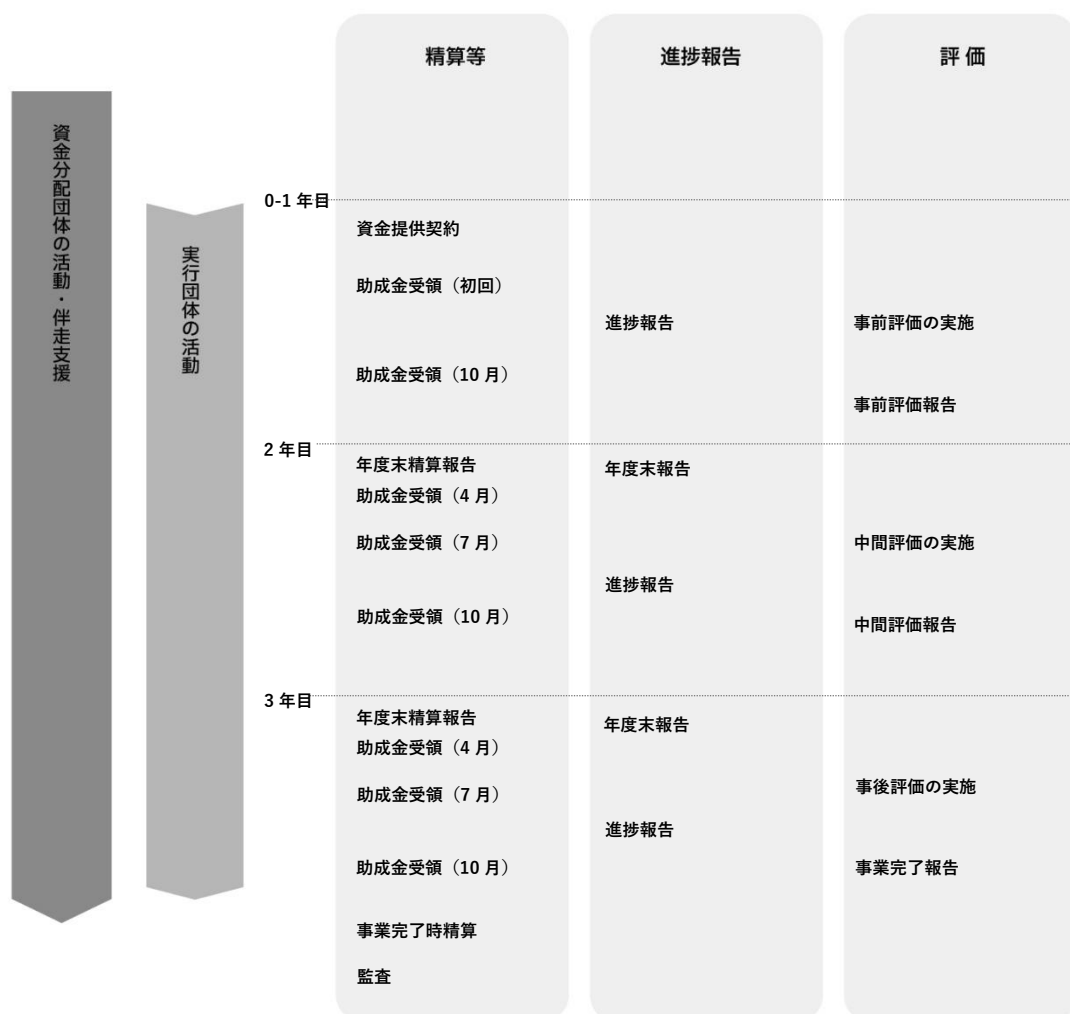 精算等
進捗報告
評 価
資金分配団体の活動・伴走支援
実行団体の活動
0-1 年目
資金提供契約
助成金受領（初回）
進捗報告
事前評価の実施
助成金受領（10 月）
事前評価報告
2 年目
年度末精算報告
年度末報告
助成金受領（4 月）
助成金受領（7 月）
中間評価の実施
進捗報告
助成金受領（10 月）
中間評価報告
3 年目
年度末精算報告
年度末報告
助成金受領（4 月）
助成金受領（7 月）
事後評価の実施
進捗報告
助成金受領（10 月）
事業完了報告
事業完了時精算
監査